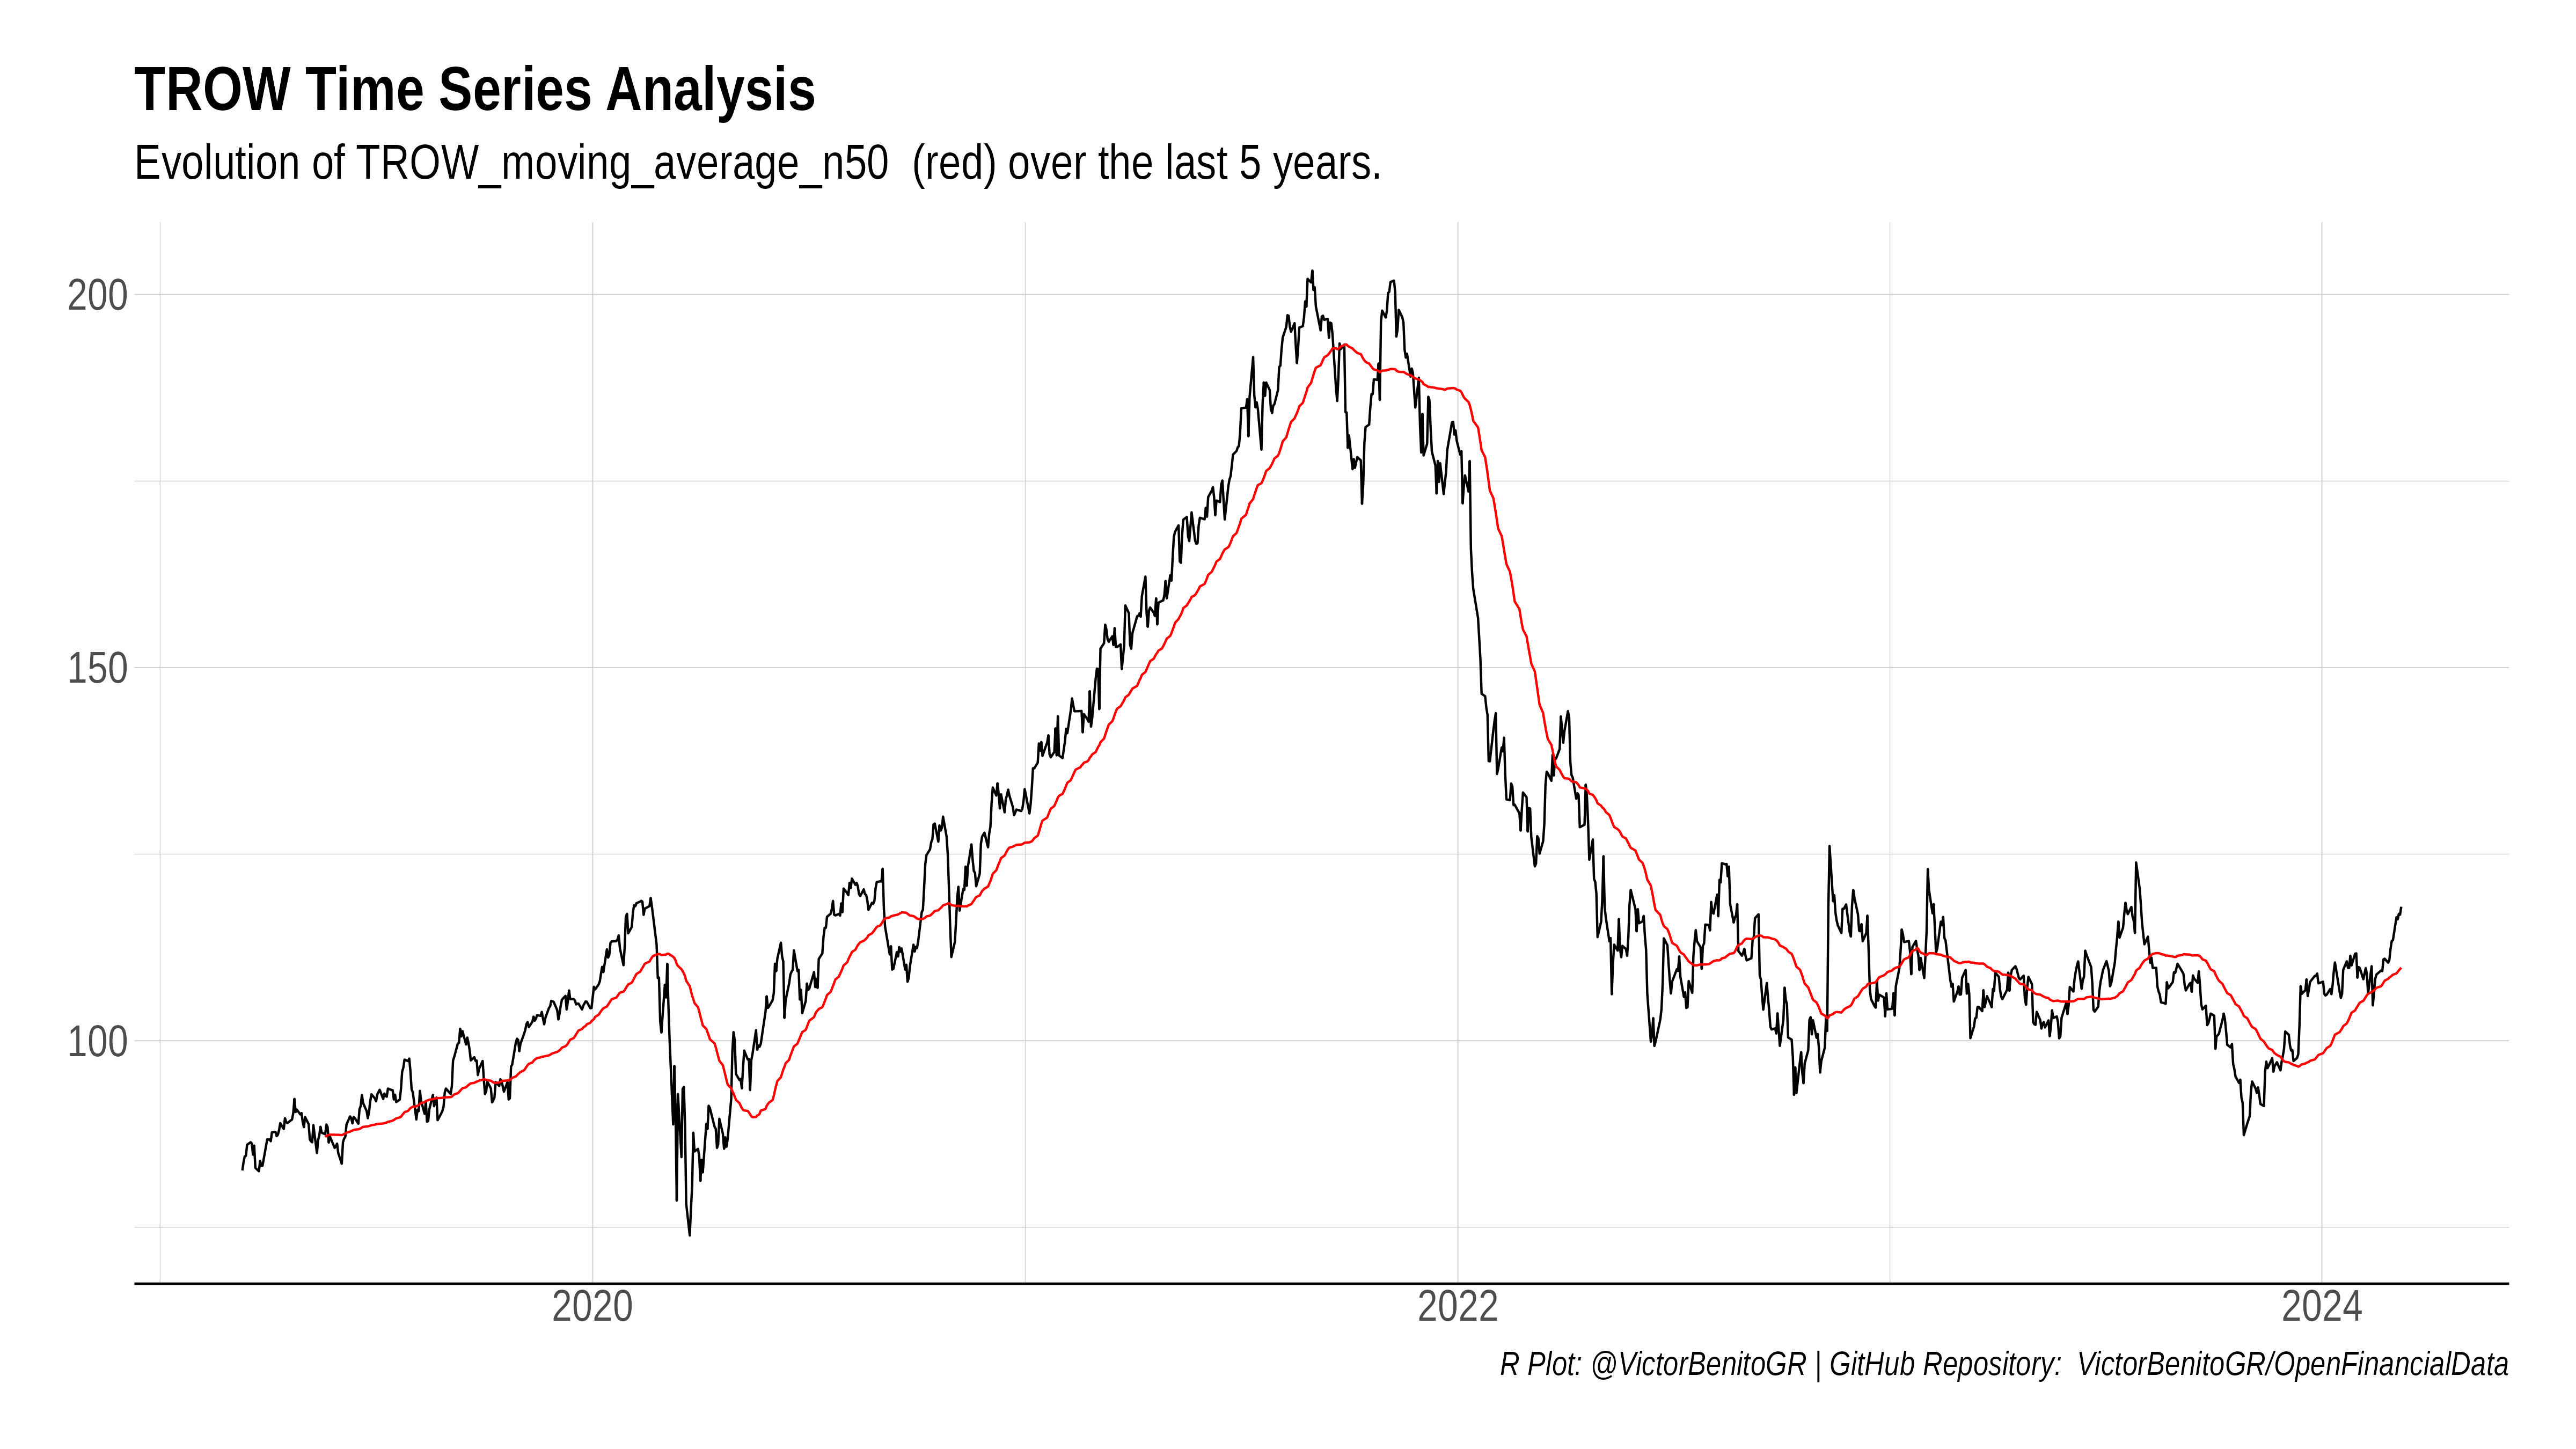 TROW Time Series Analysis
Evolution of TROW_moving_average_n50  (red) over the last 5 years.
200
150
100
2020 2022 2024
R Plot: @VictorBenitoGR | GitHub Repository:  VictorBenitoGR/OpenFinancialData